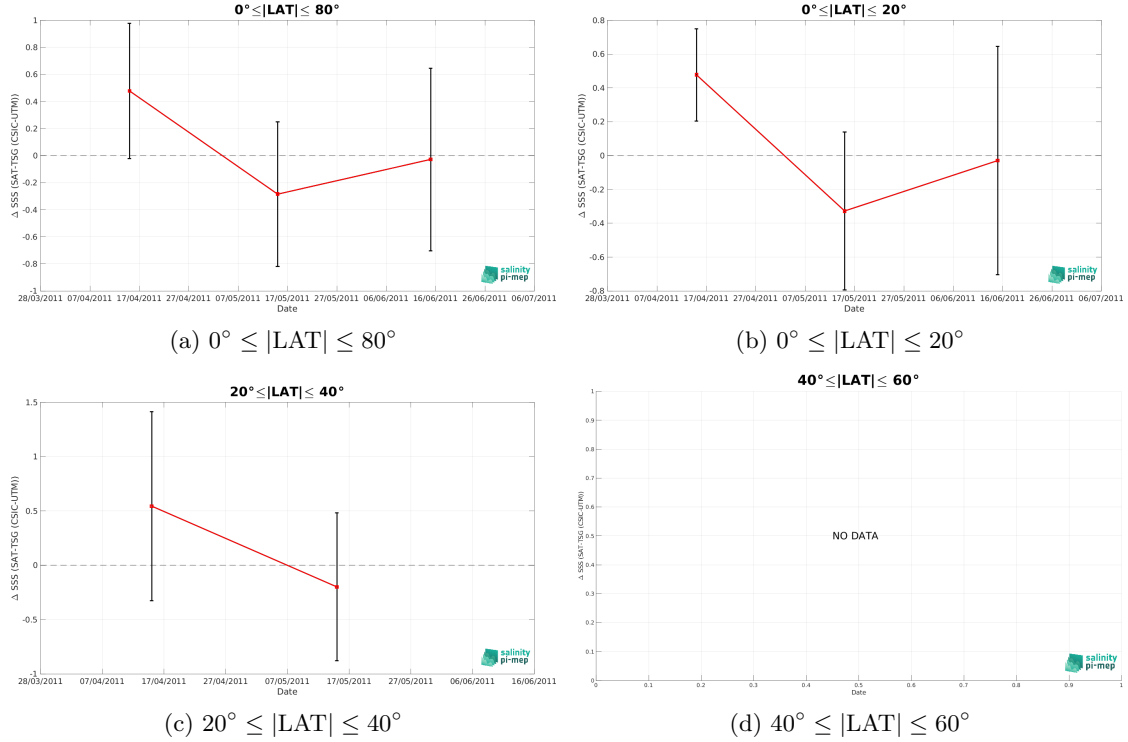 0°≤|LAT|≤ 80°
Δ SSS (SAT-TSG (CSIC-UTM))
1
0.8
0.6
0.4
0.2
0
-0.2
-0.4
-0.6
-0.8
-1
28/03/2011 07/04/2011 17/04/2011 27/04/2011 07/05/2011 17/05/2011 27/05/2011 06/06/2011 16/06/2011 26/06/2011 06/07/2011
Date
salinity
pi-mep
(a) 0° ≤ |LAT| ≤ 80°
0°≤|LAT|≤ 20°
Δ SSS (SAT-TSG (CSIC-UTM))
0.8
0.6
0.4
0.2
0
-0.2
-0.4
-0.6
-0.8
28/03/2011 07/04/2011 17/04/2011 27/04/2011 07/05/2011 17/05/2011 27/05/2011 06/06/2011 16/06/2011 26/06/2011 06/07/2011
Date
salinity
pi-mep
(b) 0° ≤ |LAT| ≤ 20°
20°≤|LAT|≤ 40°
Δ SSS (SAT-TSG (CSIC-UTM))
1.5
1
0.5
0
-0.5
-1
28/03/2011 07/04/2011 17/04/2011 27/04/2011 07/05/2011 17/05/2011 27/05/2011 06/06/2011 16/06/2011
Date
salinity
pi-mep
(c) 20° ≤ |LAT| ≤ 40°
40°≤|LAT|≤ 60°
Δ SSS (SAT-TSG (CSIC-UTM))
1
0.9
0.8
0.7
0.6
0.5
0.4
0.3
0.2
0.1
0
NO DATA
0 0.1 0.2 0.3 0.4 0.5 0.6 0.7 0.8 0.9 1
Date
salinity
pi-mep
(d) 40° ≤ |LAT| ≤ 60°